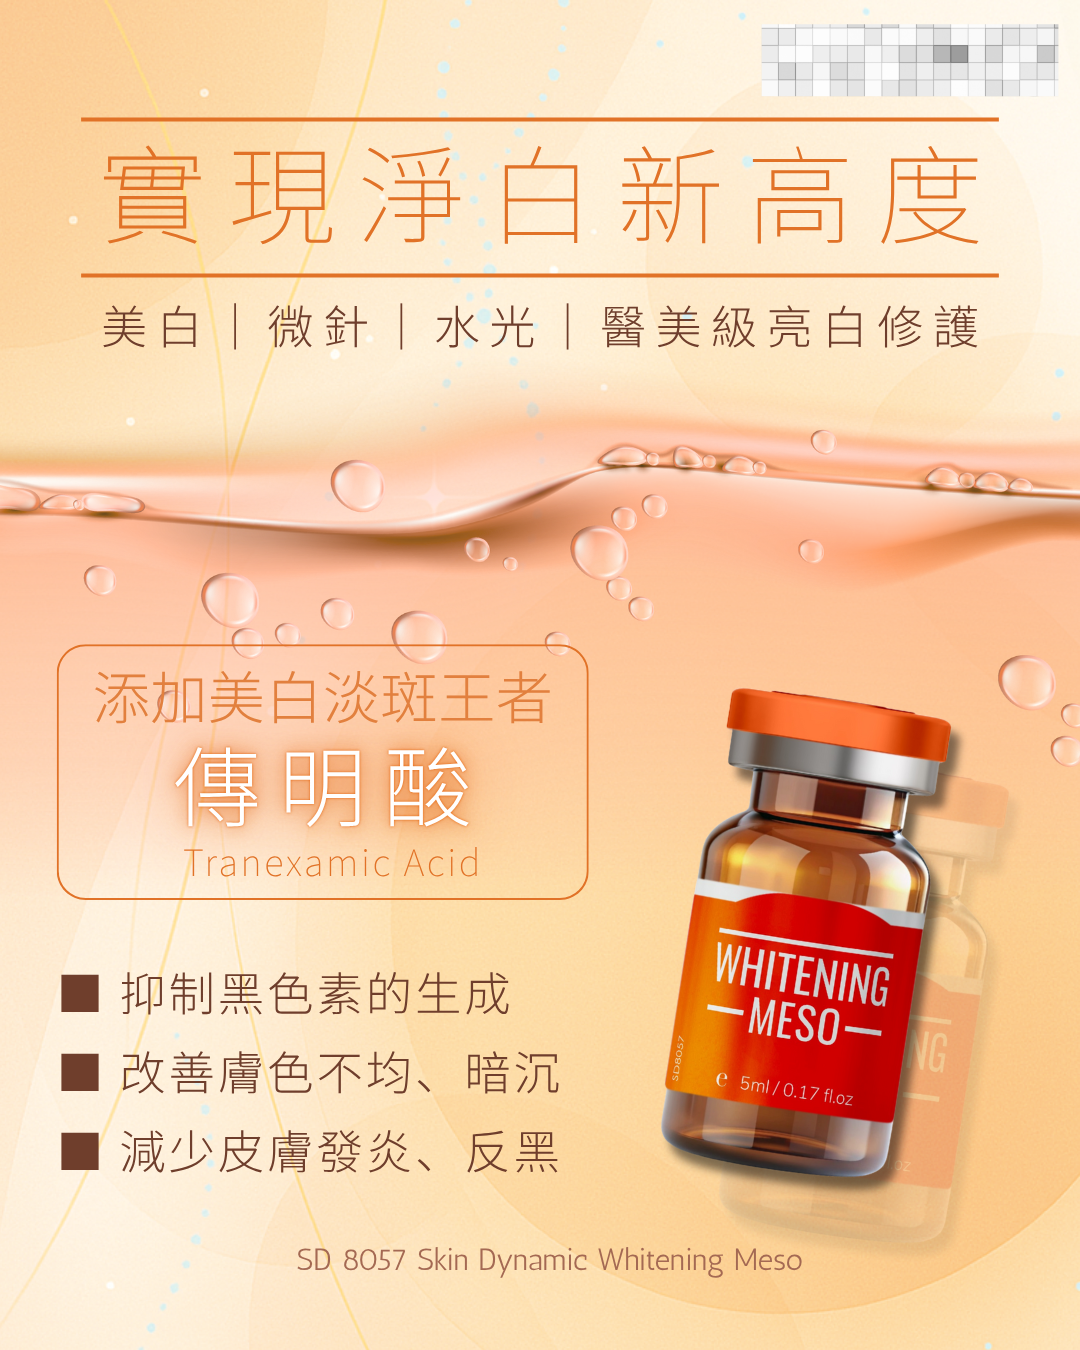 實現淨白新高度
美白｜微針｜水光｜醫美級亮白修護
添加美白淡斑王者
傳明酸
Tranexamic Acid
抑制黑色素的生成
改善膚色不均、暗沉
減少皮膚發炎、反黑
WHITENING
MESO
SD8057
e 5ml / 0.17 fl.oz
NG
oz
SD 8057 Skin Dynamic Whitening Meso